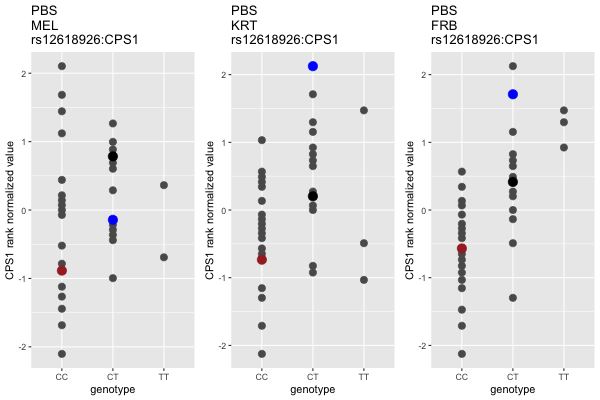 PBS
MEL
rs12618926:CPS1
CPS1 rank normalized value
2
1
0
-1
-2
CC
CT
TT
genotype
PBS
KRT
rs12618926:CPS1
CPS1 rank normalized value
2
1
0
-1
-2
CC
CT
TT
genotype
PBS
FRB
rs12618926:CPS1
CPS1 rank normalized value
2
1
0
-1
-2
CC
CT
TT
genotype